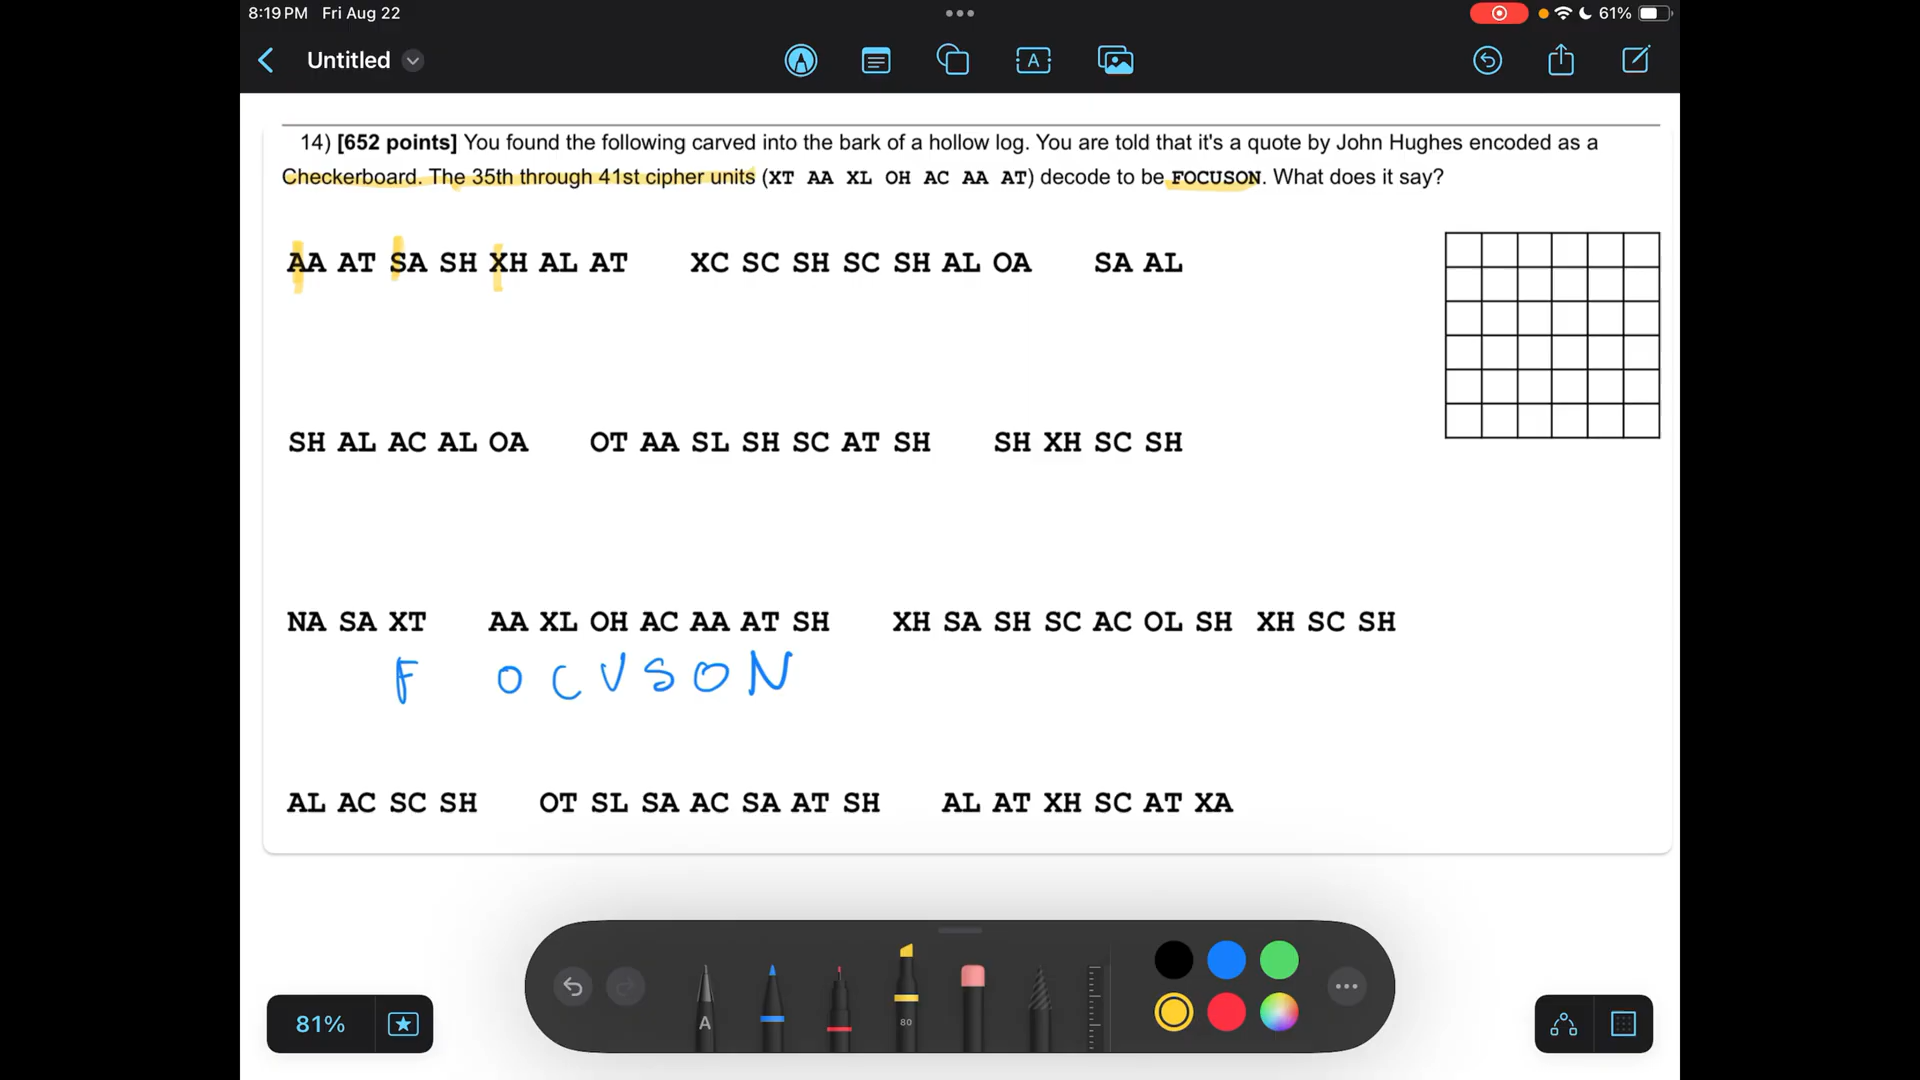 8:19 PM Fri Aug 22
61%
Untitled
14) [652 points] You found the following carved into the bark of a hollow log. You are told that it's a quote by John Hughes encoded as a
Checkerboard. The 35th through 41st cipher units (XT AA XL OH AC AA AT) decode to be FOCUSON. What does it say?
AA AT SA SH XH AL AT XC SC SH SC SH AL OA SA AL
SH AL AC AL OA OT AA SL SH SC AT SH SH XH SC SH
NA SA XT AA XL OH AC AA AT SH XH SA SH SC AC OL SH XH SC SH
F O C U S O N
AL AC SC SH OT SL SA AC SA AT SH AL AT XH SC AT XA
A
80
81%